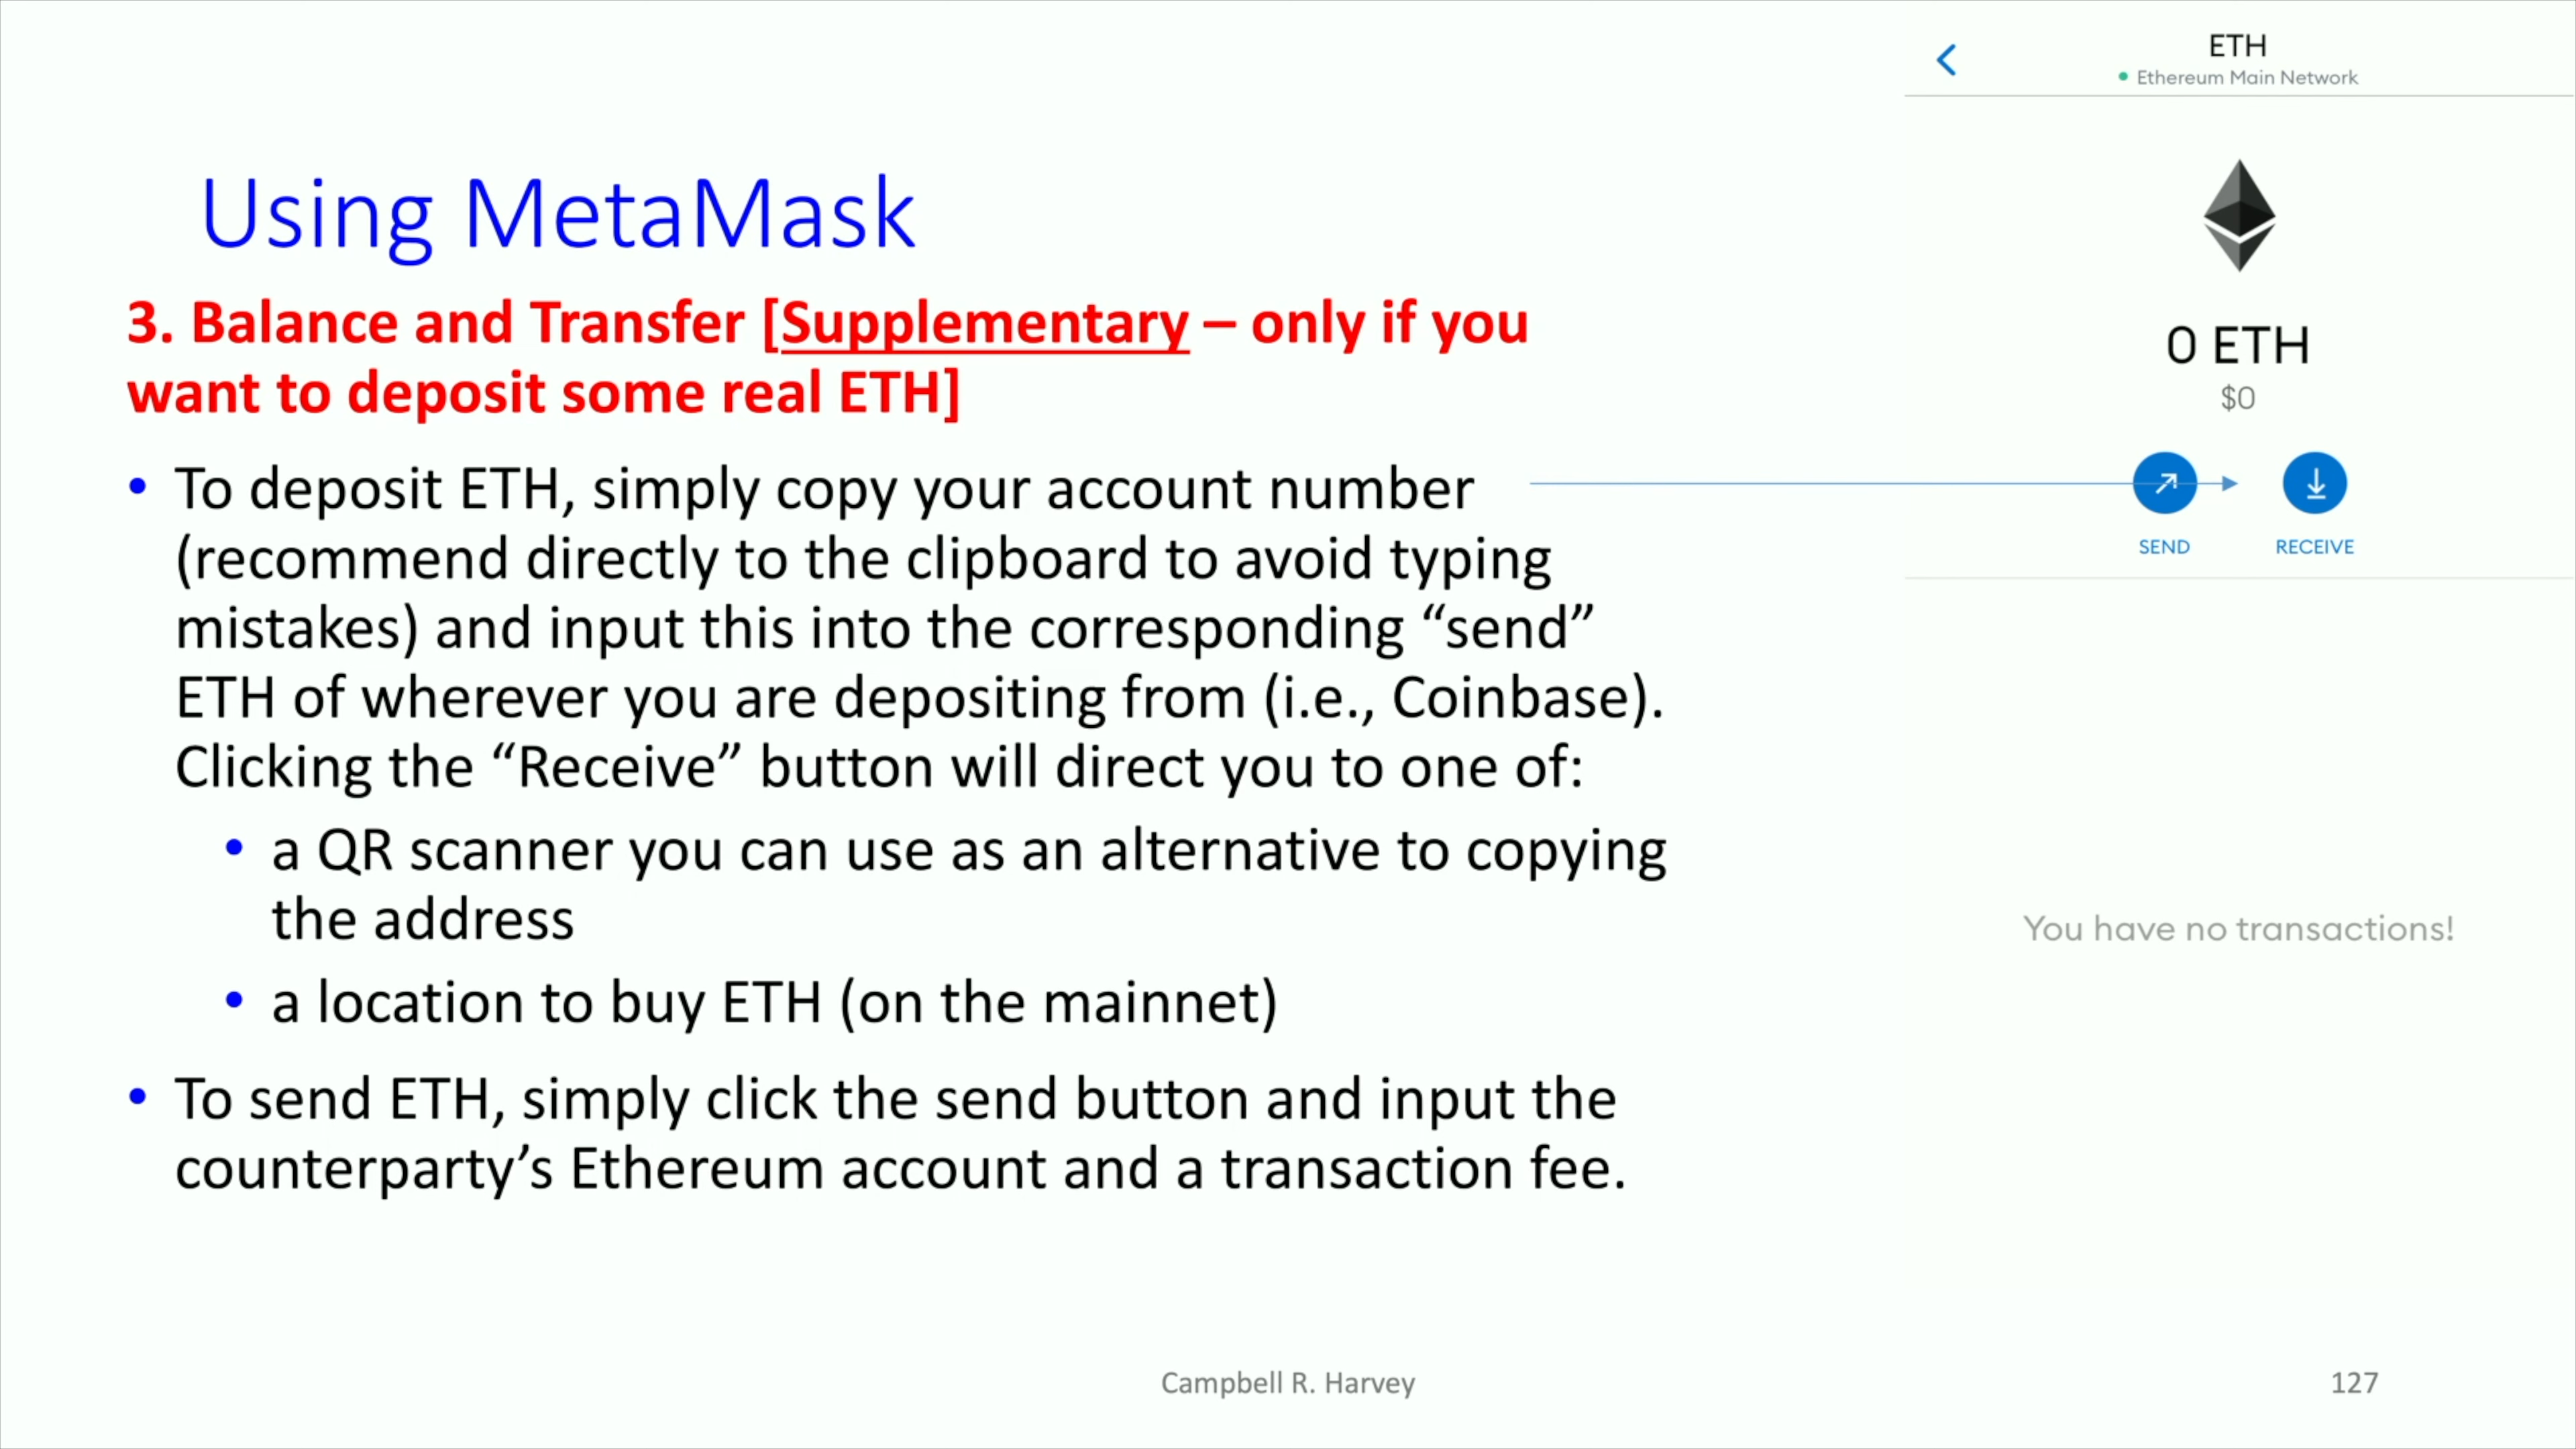 Using MetaMask
3. Balance and Transfer [Supplementary – only if you
want to deposit some real ETH]
• To deposit ETH, simply copy your account number
(recommend directly to the clipboard to avoid typing
mistakes) and input this into the corresponding “send”
ETH of wherever you are depositing from (i.e., Coinbase).
Clicking the “Receive” button will direct you to one of:
• a QR scanner you can use as an alternative to copying
the address
• a location to buy ETH (on the mainnet)
• To send ETH, simply click the send button and input the
counterparty’s Ethereum account and a transaction fee.
ETH
Ethereum Main Network
0 ETH
$0
SEND RECEIVE
You have no transactions!
Campbell R. Harvey
127